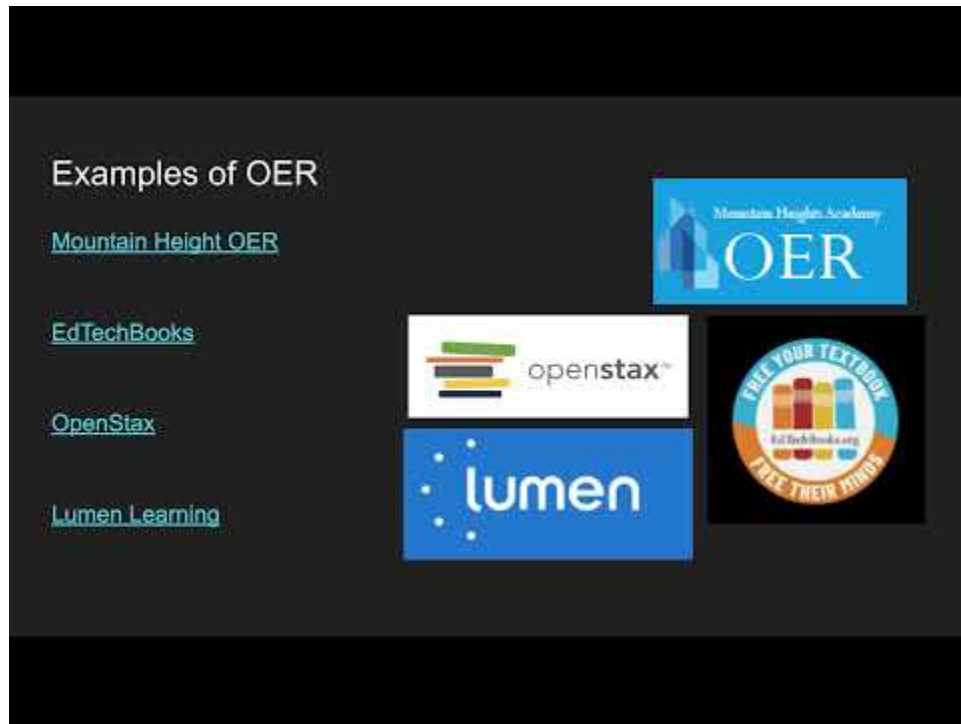 Examples of OER
Mountain Height OER
EdTechBooks
OpenStax
Lumen Learning
Mountain Heights Academy
OER
openstax™
lumen
FREE YOUR TEXTBOOK
EdTechBooks.org
FREE THEIR MINDS